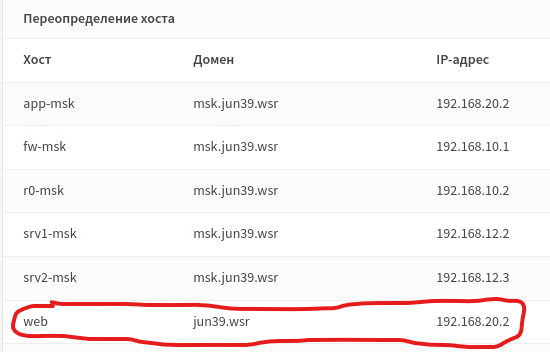 Переопределение хоста
Хост Домен IP-адрес
app-msk msk.jun39.wsr 192.168.20.2
fw-msk msk.jun39.wsr 192.168.10.1
r0-msk msk.jun39.wsr 192.168.10.2
srv1-msk msk.jun39.wsr 192.168.12.2
srv2-msk msk.jun39.wsr 192.168.12.3
web jun39.wsr 192.168.20.2